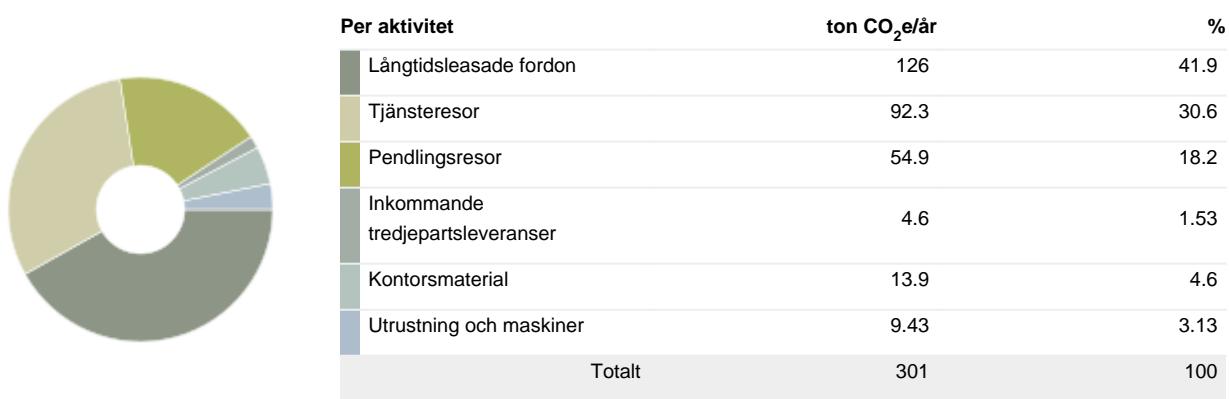 Per aktivitet ton CO₂e/år %
Långtidsleasade fordon 126 41.9
Tjänsteresor 92.3 30.6
Pendlingsresor 54.9 18.2
Inkommande
tredjepartsleveranser 4.6 1.53
Kontorsmaterial 13.9 4.6
Utrustning och maskiner 9.43 3.13
Totalt 301 100